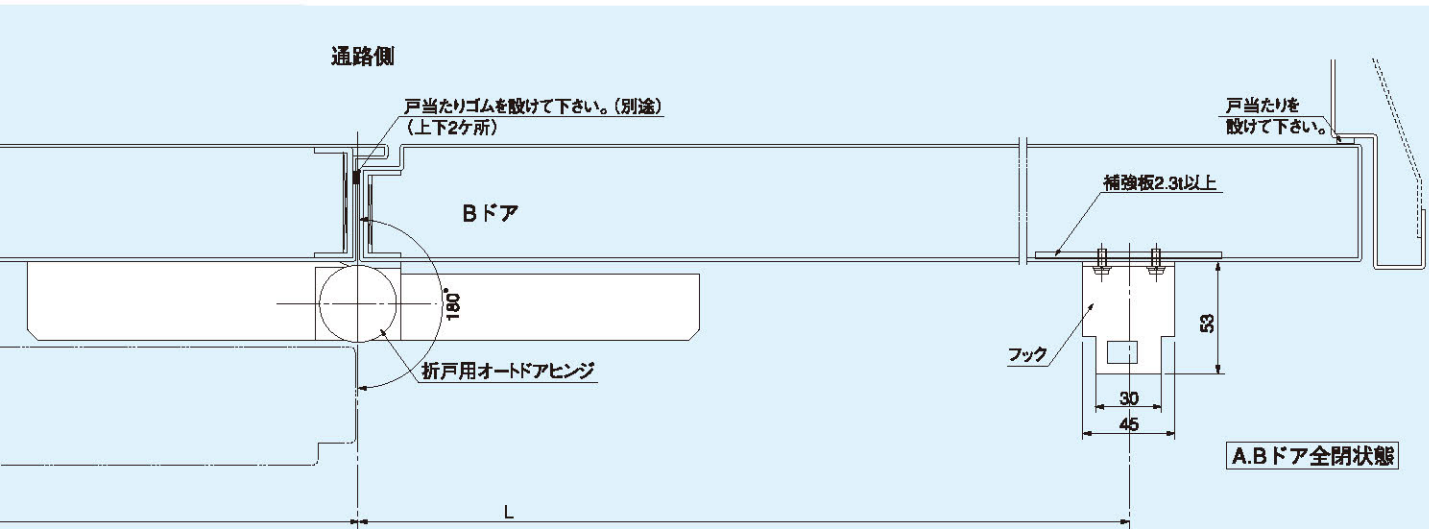 通路側
戸当たりゴムを設けて下さい。(別途)
(上下2ケ所)
戸当たりを
設けて下さい。
補強板2.3t以上
Bドア
180°
53
フック
折戸用オートドアヒンジ
30
45
A.Bドア全閉状態
L